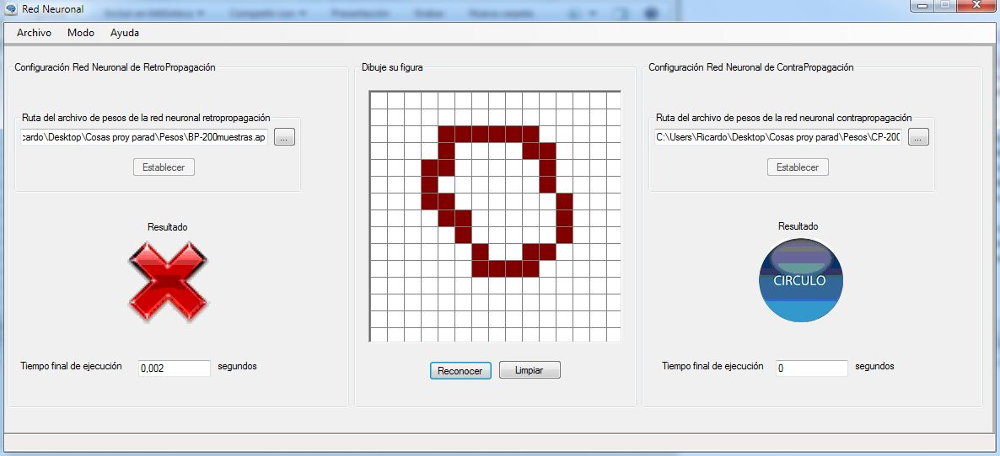 Red Neuronal
Archivo Modo Ayuda
Configuración Red Neuronal de RetroPropagación
Ruta del archivo de pesos de la red neuronal retropropagación
cardo\Desktop\Cosas proy parad\Pesos\BP-200muestras.ap
...
Establecer
Resultado
Tiempo final de ejecución 0,002 segundos
Dibuje su figura
Reconocer Limpiar
Configuración Red Neuronal de ContraPropagación
Ruta del archivo de pesos de la red neuronal contrapropagación
C:\Users\Ricardo\Desktop\Cosas proy parad\Pesos\CP-200
...
Establecer
Resultado
CIRCULO
Tiempo final de ejecución 0 segundos